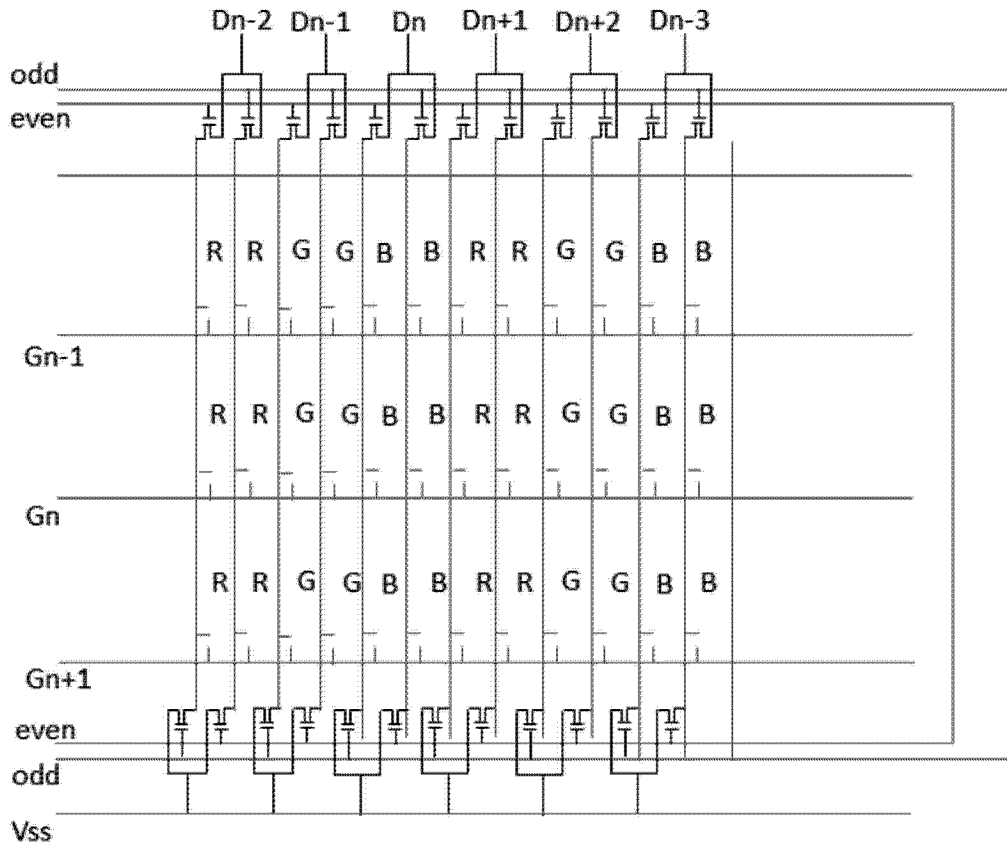 Dn-2 Dn-1 Dn Dn+1 Dn+2 Dn-3
odd
even
R R G G B B R R G G B B
Gn-1
R R G G B B R R G G B B
Gn
R R G G B B R R G G B B
Gn+1
even
odd
Vss